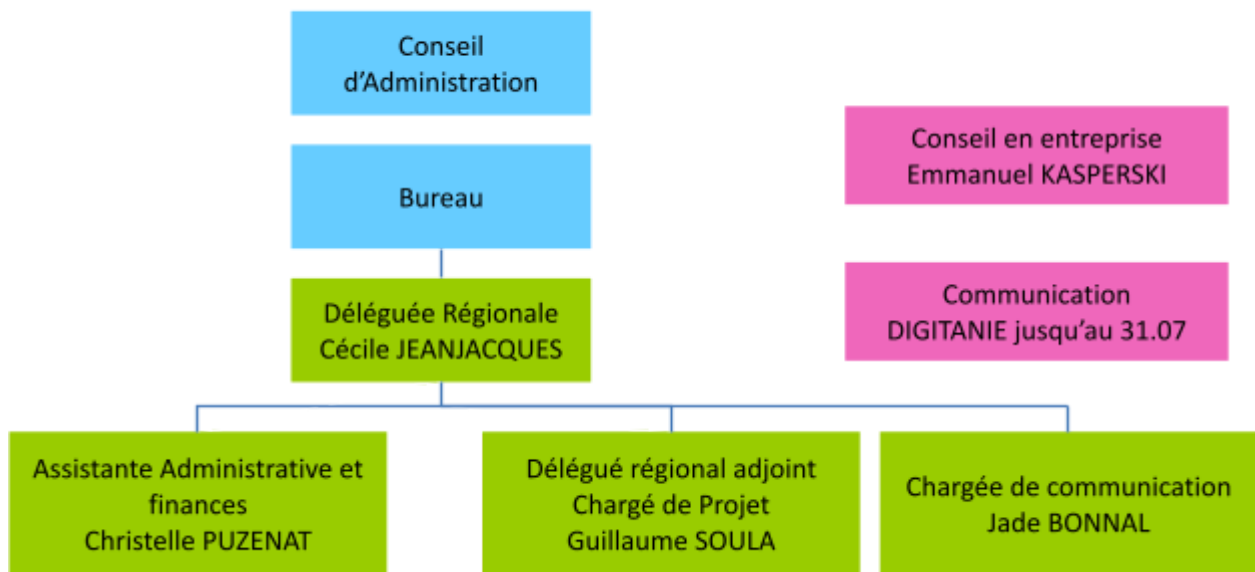 Conseil
d’Administration
Conseil en entreprise
Emmanuel KASPERSKI
Bureau
Communication
DIGITANIE jusqu’au 31.07
Déléguée Régionale
Cécile JEANJACQUES
Assistante Administrative et
finances
Christelle PUZENAT
Délégué régional adjoint
Chargé de Projet
Guillaume SOULA
Chargée de communication
Jade BONNAL